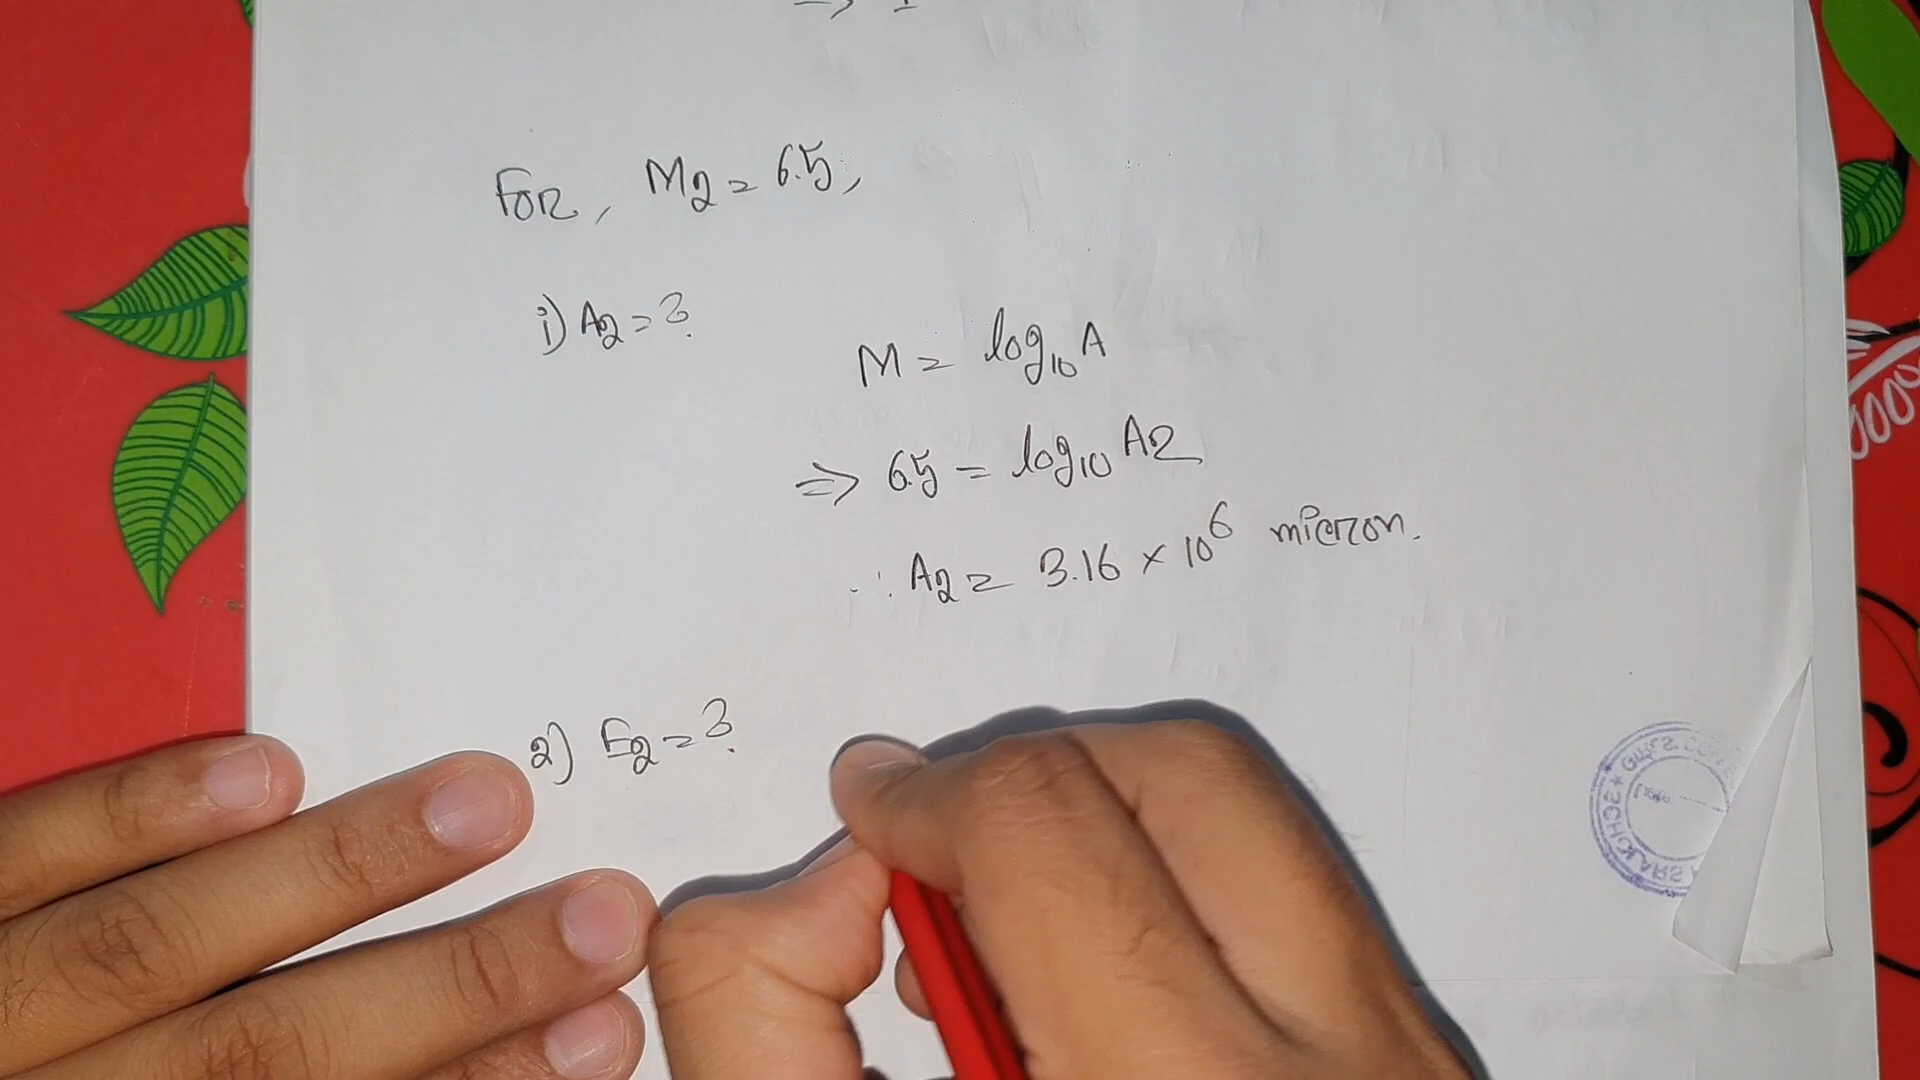 For, M2 = 6.5,
i) A2 = ?
M = log10 A
⇒ 6.5 = log10 A2
∴ A2 = 3.16 × 10^6 micron.
2) E2 = ?